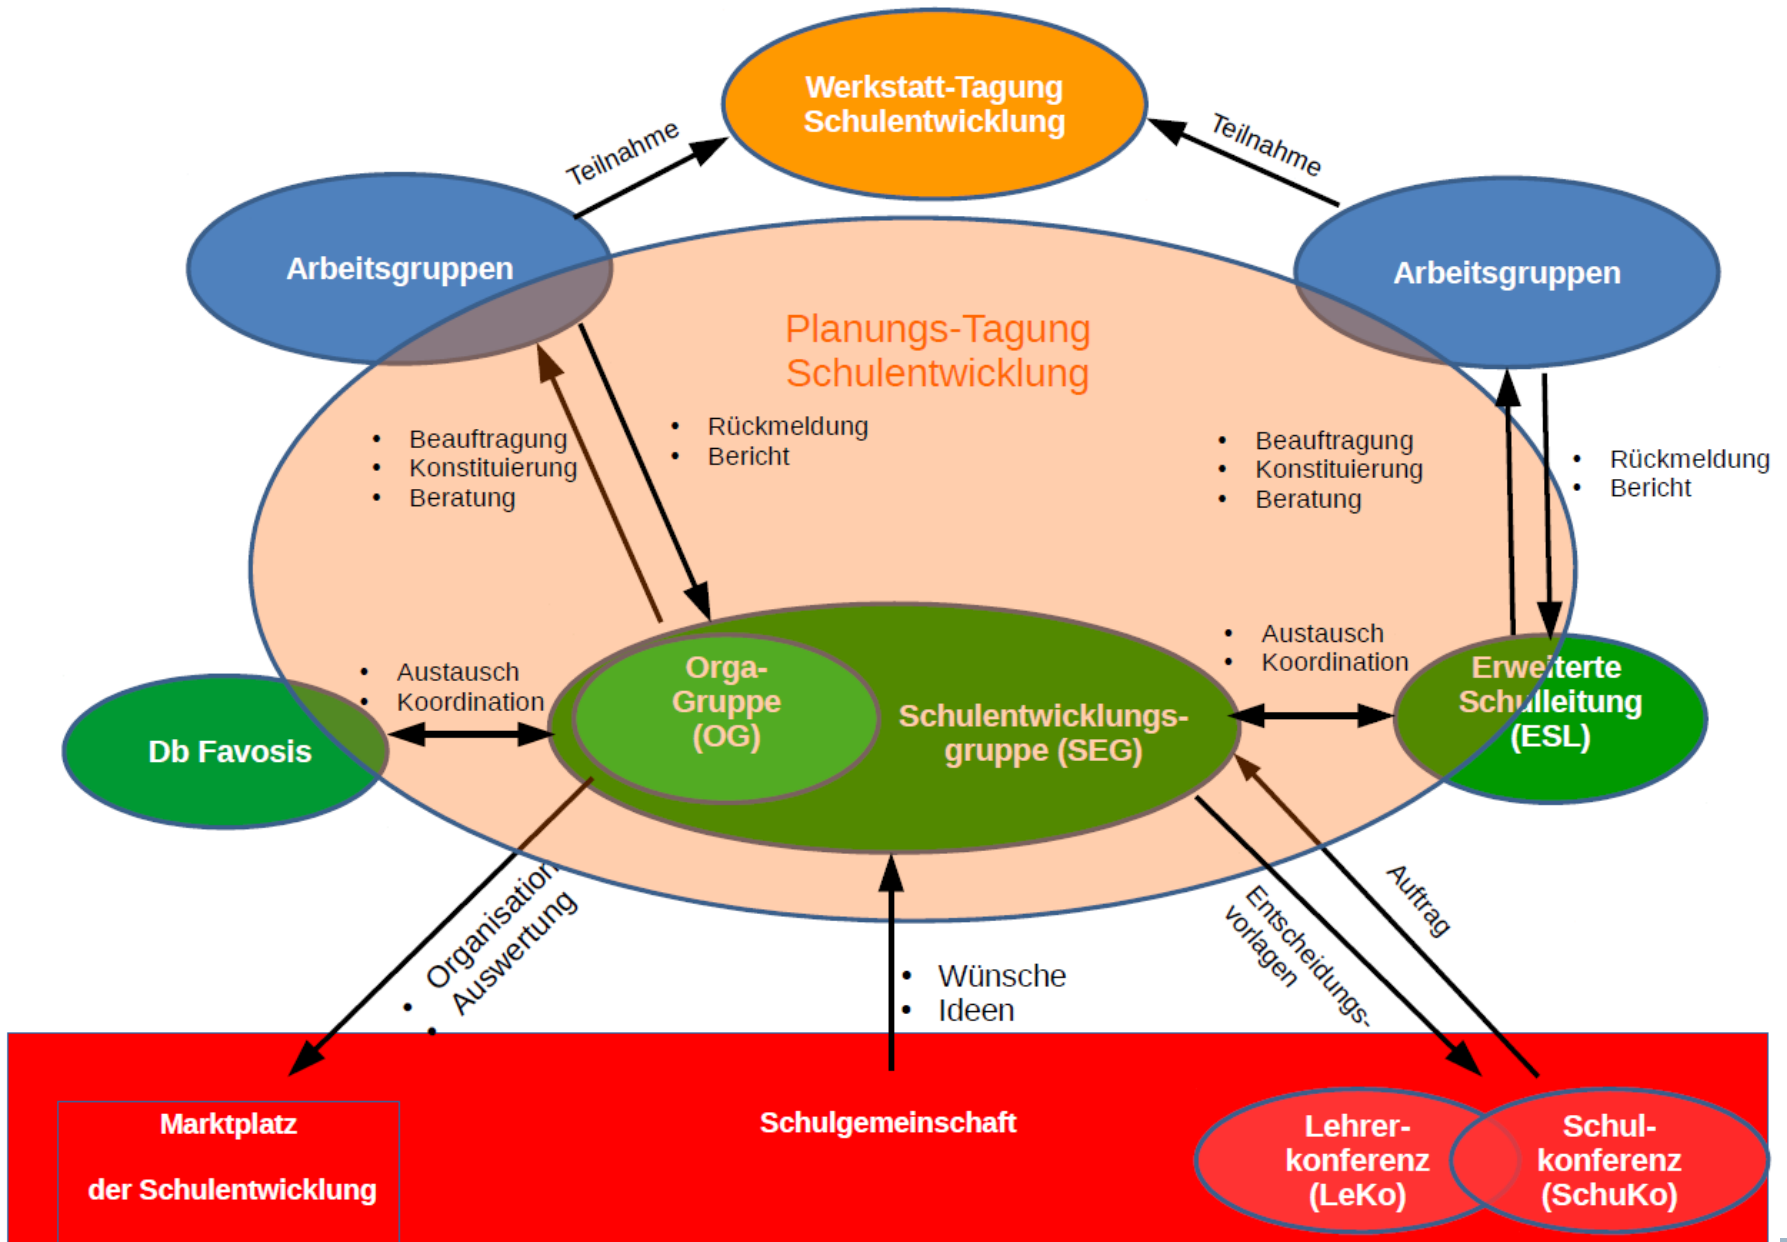 Werkstatt-Tagung
Schulentwicklung
Teilnahme
Teilnahme
Arbeitsgruppen
Arbeitsgruppen
Planungs-Tagung
Schulentwicklung
• Beauftragung
• Konstituierung
• Beratung
• Rückmeldung
• Bericht
• Beauftragung
• Konstituierung
• Beratung
• Rückmeldung
• Bericht
• Austausch
• Koordination
• Austausch
• Koordination
Db Favosis
Orga-
Gruppe
(OG)
Schulentwicklungs-
gruppe (SEG)
Erweiterte
Schulleitung
(ESL)
• Organisation
• Auswertung
• Wünsche
• Ideen
Entscheidungs-
vorlagen
Auftrag
Marktplatz
der Schulentwicklung
Schulgemeinschaft
Lehrer-
konferenz
(LeKo)
Schul-
konferenz
(SchuKo)